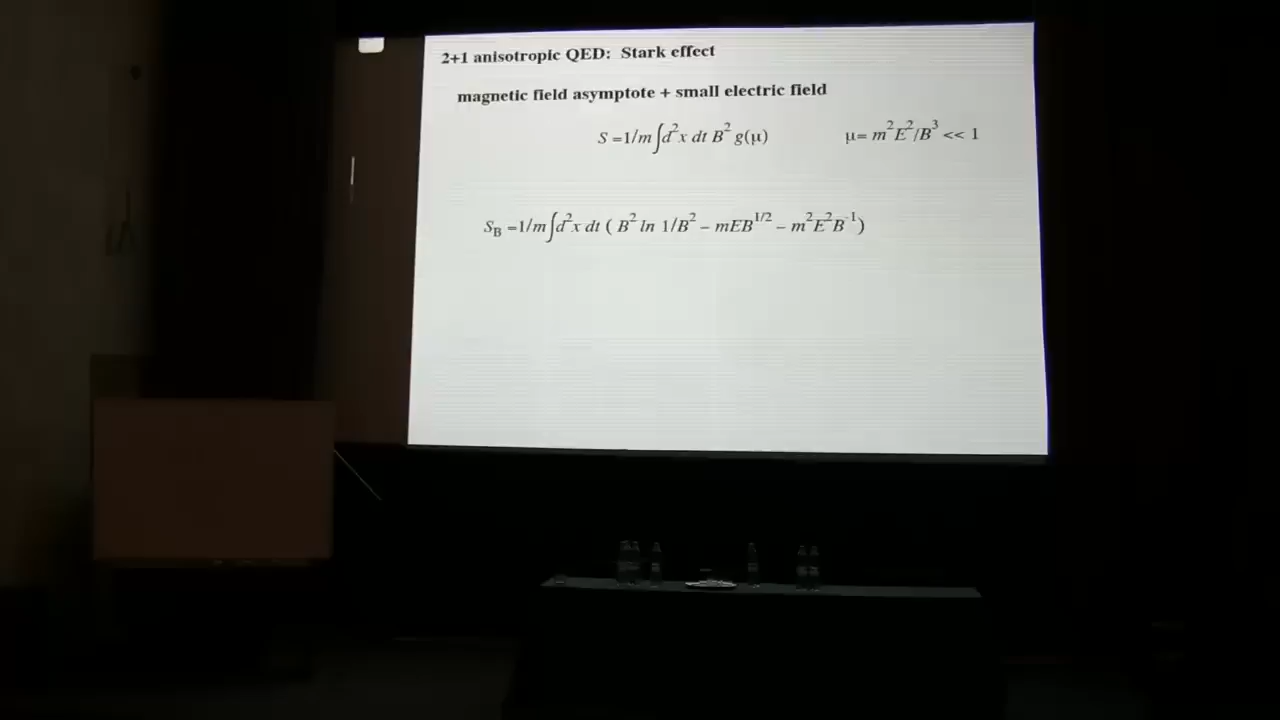 2+1 anisotropic QED: Stark effect
magnetic field asymptote + small electric field
S =1/m ∫d²x dt B² g(μ) μ= m²E²/B³ << 1
S_B =1/m ∫d²x dt ( B² ln 1/B² – mEB^{1/2} – m²E²B^{-1} )